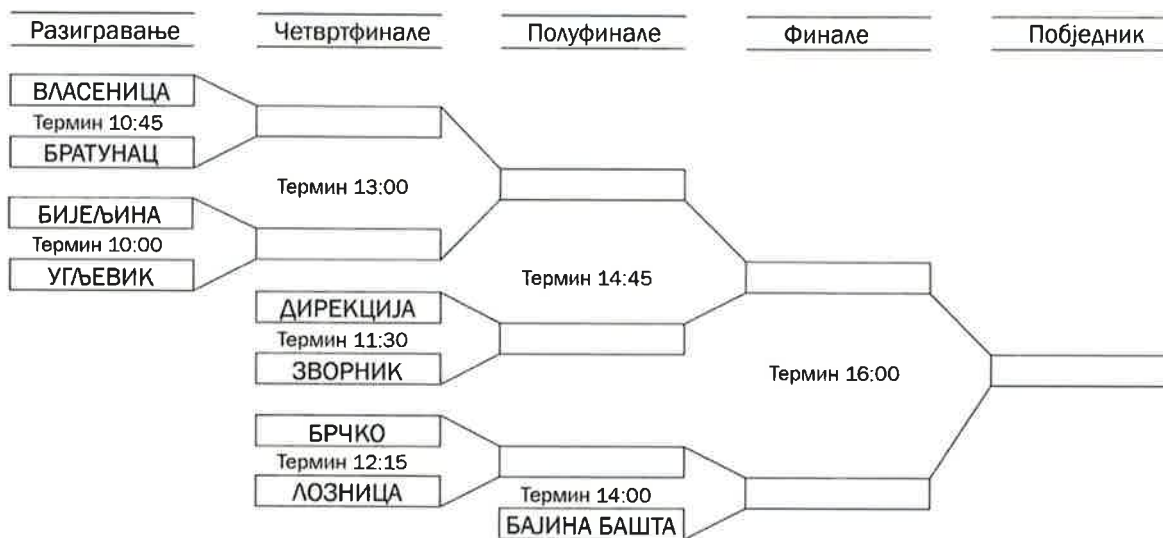 Разигравање
Четвртфинале
Полуфинале
Финале
Побједник
ВЛАСЕНИЦА
Термин 10:45
БРАТУНАЦ
Термин 13:00
БИЈЕЉИНА
Термин 10:00
УГЉЕВИК
Термин 14:45
ДИРЕКЦИЈА
Термин 11:30
ЗВОРНИК
Термин 16:00
БРЧКО
Термин 12:15
ЛОЗНИЦА
Термин 14:00
БАЈИНА БАШТА